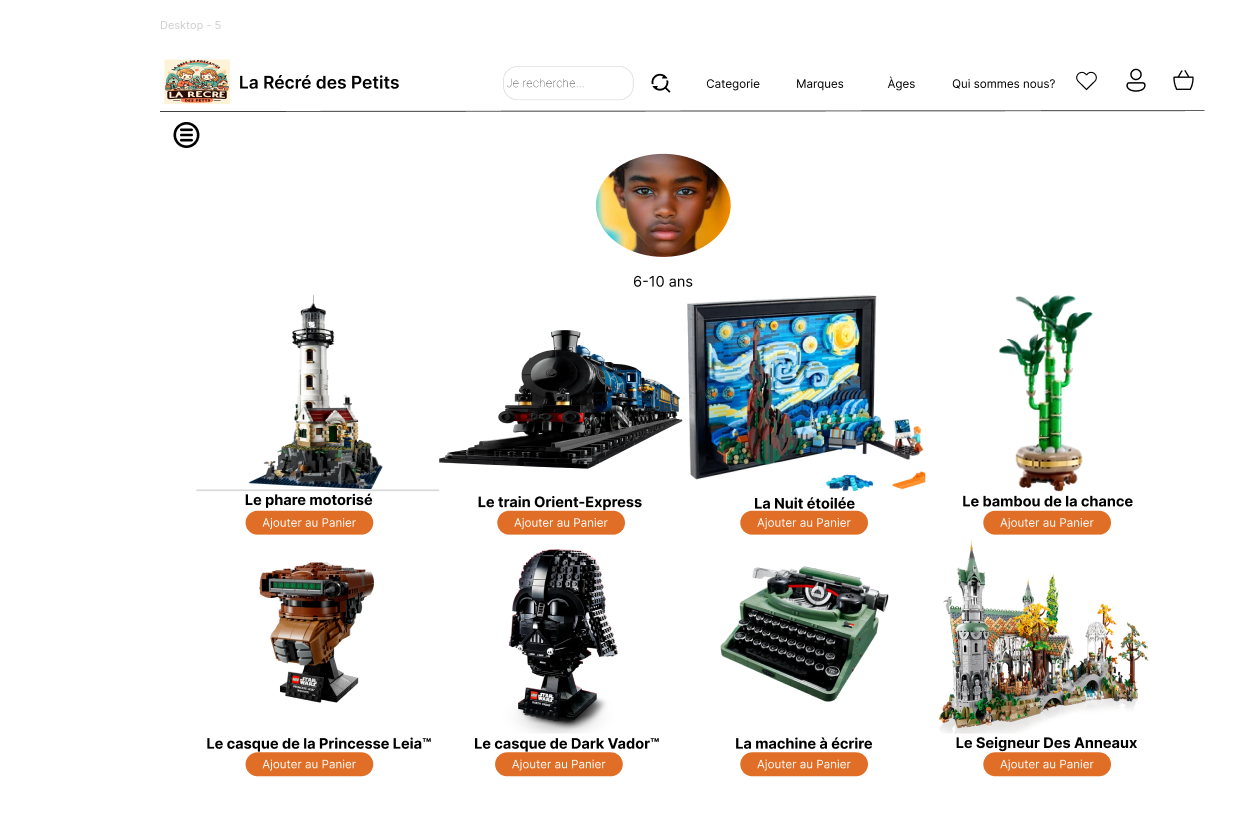 Desktop - 5
LA RÉCRÉ
DES PETITS
La Récré des Petits
Je recherche...
Categorie
Marques
Àges
Qui sommes nous?
6-10 ans
Le phare motorisé
Le train Orient-Express
La Nuit étoilée
Le bambou de la chance
Ajouter au Panier
Ajouter au Panier
Ajouter au Panier
Ajouter au Panier
STAR
WARS
STAR
WARS
Le casque de la Princesse Leia™
Le casque de Dark Vador™
La machine à écrire
Le Seigneur Des Anneaux
Ajouter au Panier
Ajouter au Panier
Ajouter au Panier
Ajouter au Panier